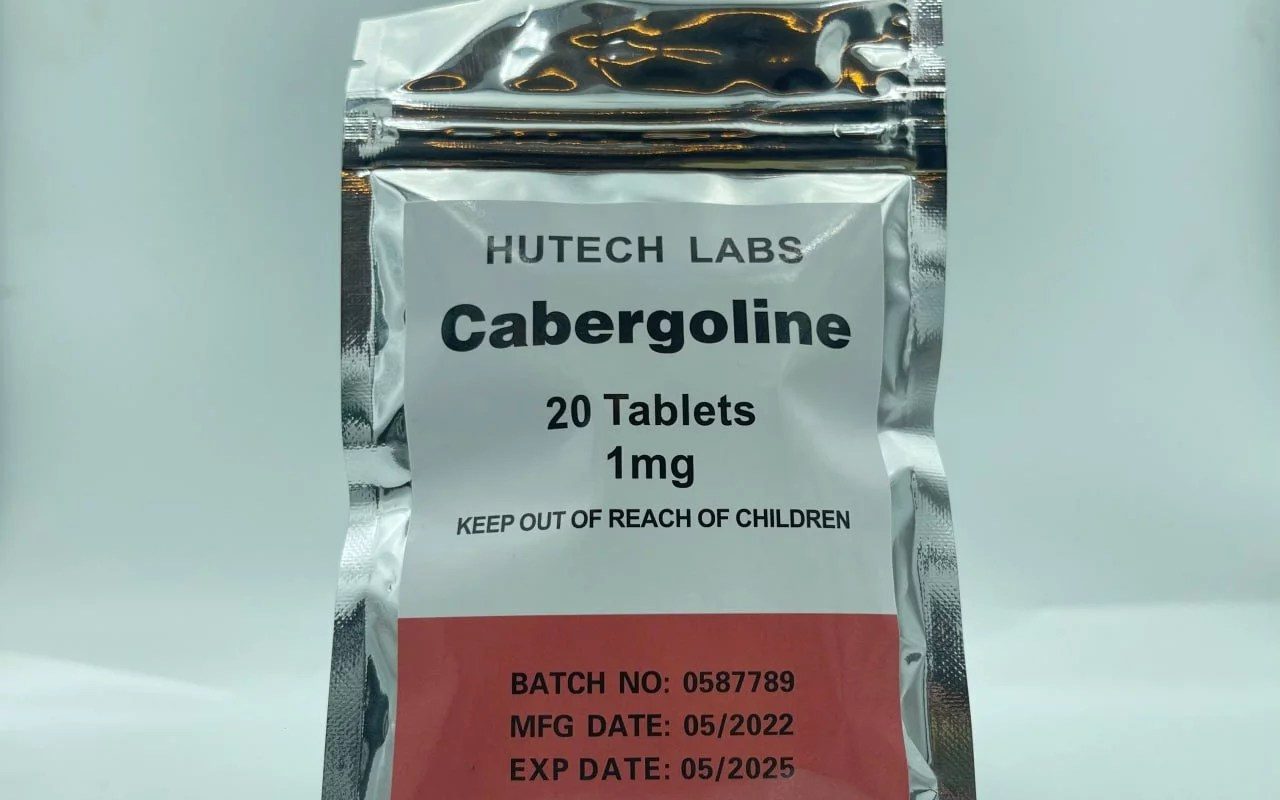 HUTECH LABS
Cabergoline
20 Tablets
1mg
KEEP OUT OF REACH OF CHILDREN
BATCH NO: 0587789
MFG DATE: 05/2022
EXP DATE: 05/2025